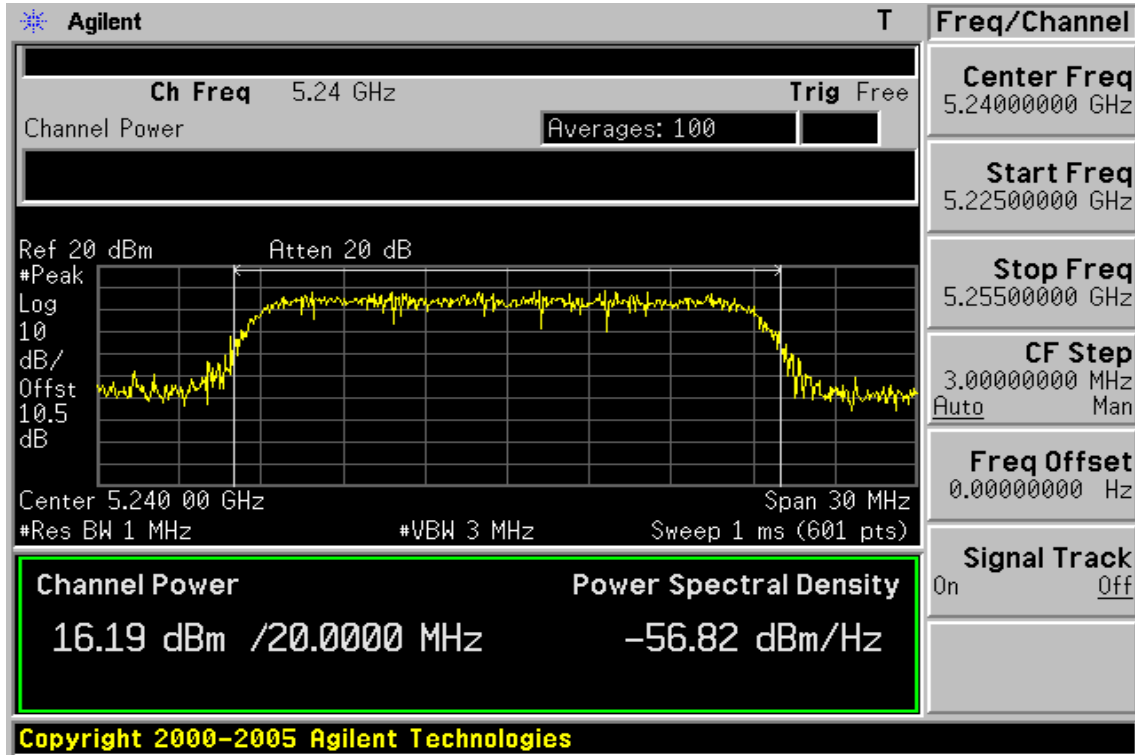 Agilent T
Ch Freq 5.24 GHz Trig Free
Channel Power Averages: 100
Ref 20 dBm Atten 20 dB
#Peak
Log
10
dB/
Offst
10.5
dB
Center 5.240 00 GHz Span 30 MHz
#Res BW 1 MHz #VBW 3 MHz Sweep 1 ms (601 pts)
Channel Power Power Spectral Density
16.19 dBm /20.0000 MHz -56.82 dBm/Hz
Copyright 2000-2005 Agilent Technologies
Freq/Channel
Center Freq
5.24000000 GHz
Start Freq
5.22500000 GHz
Stop Freq
5.25500000 GHz
CF Step
3.00000000 MHz
Auto Man
Freq Offset
0.00000000 Hz
Signal Track
On Off